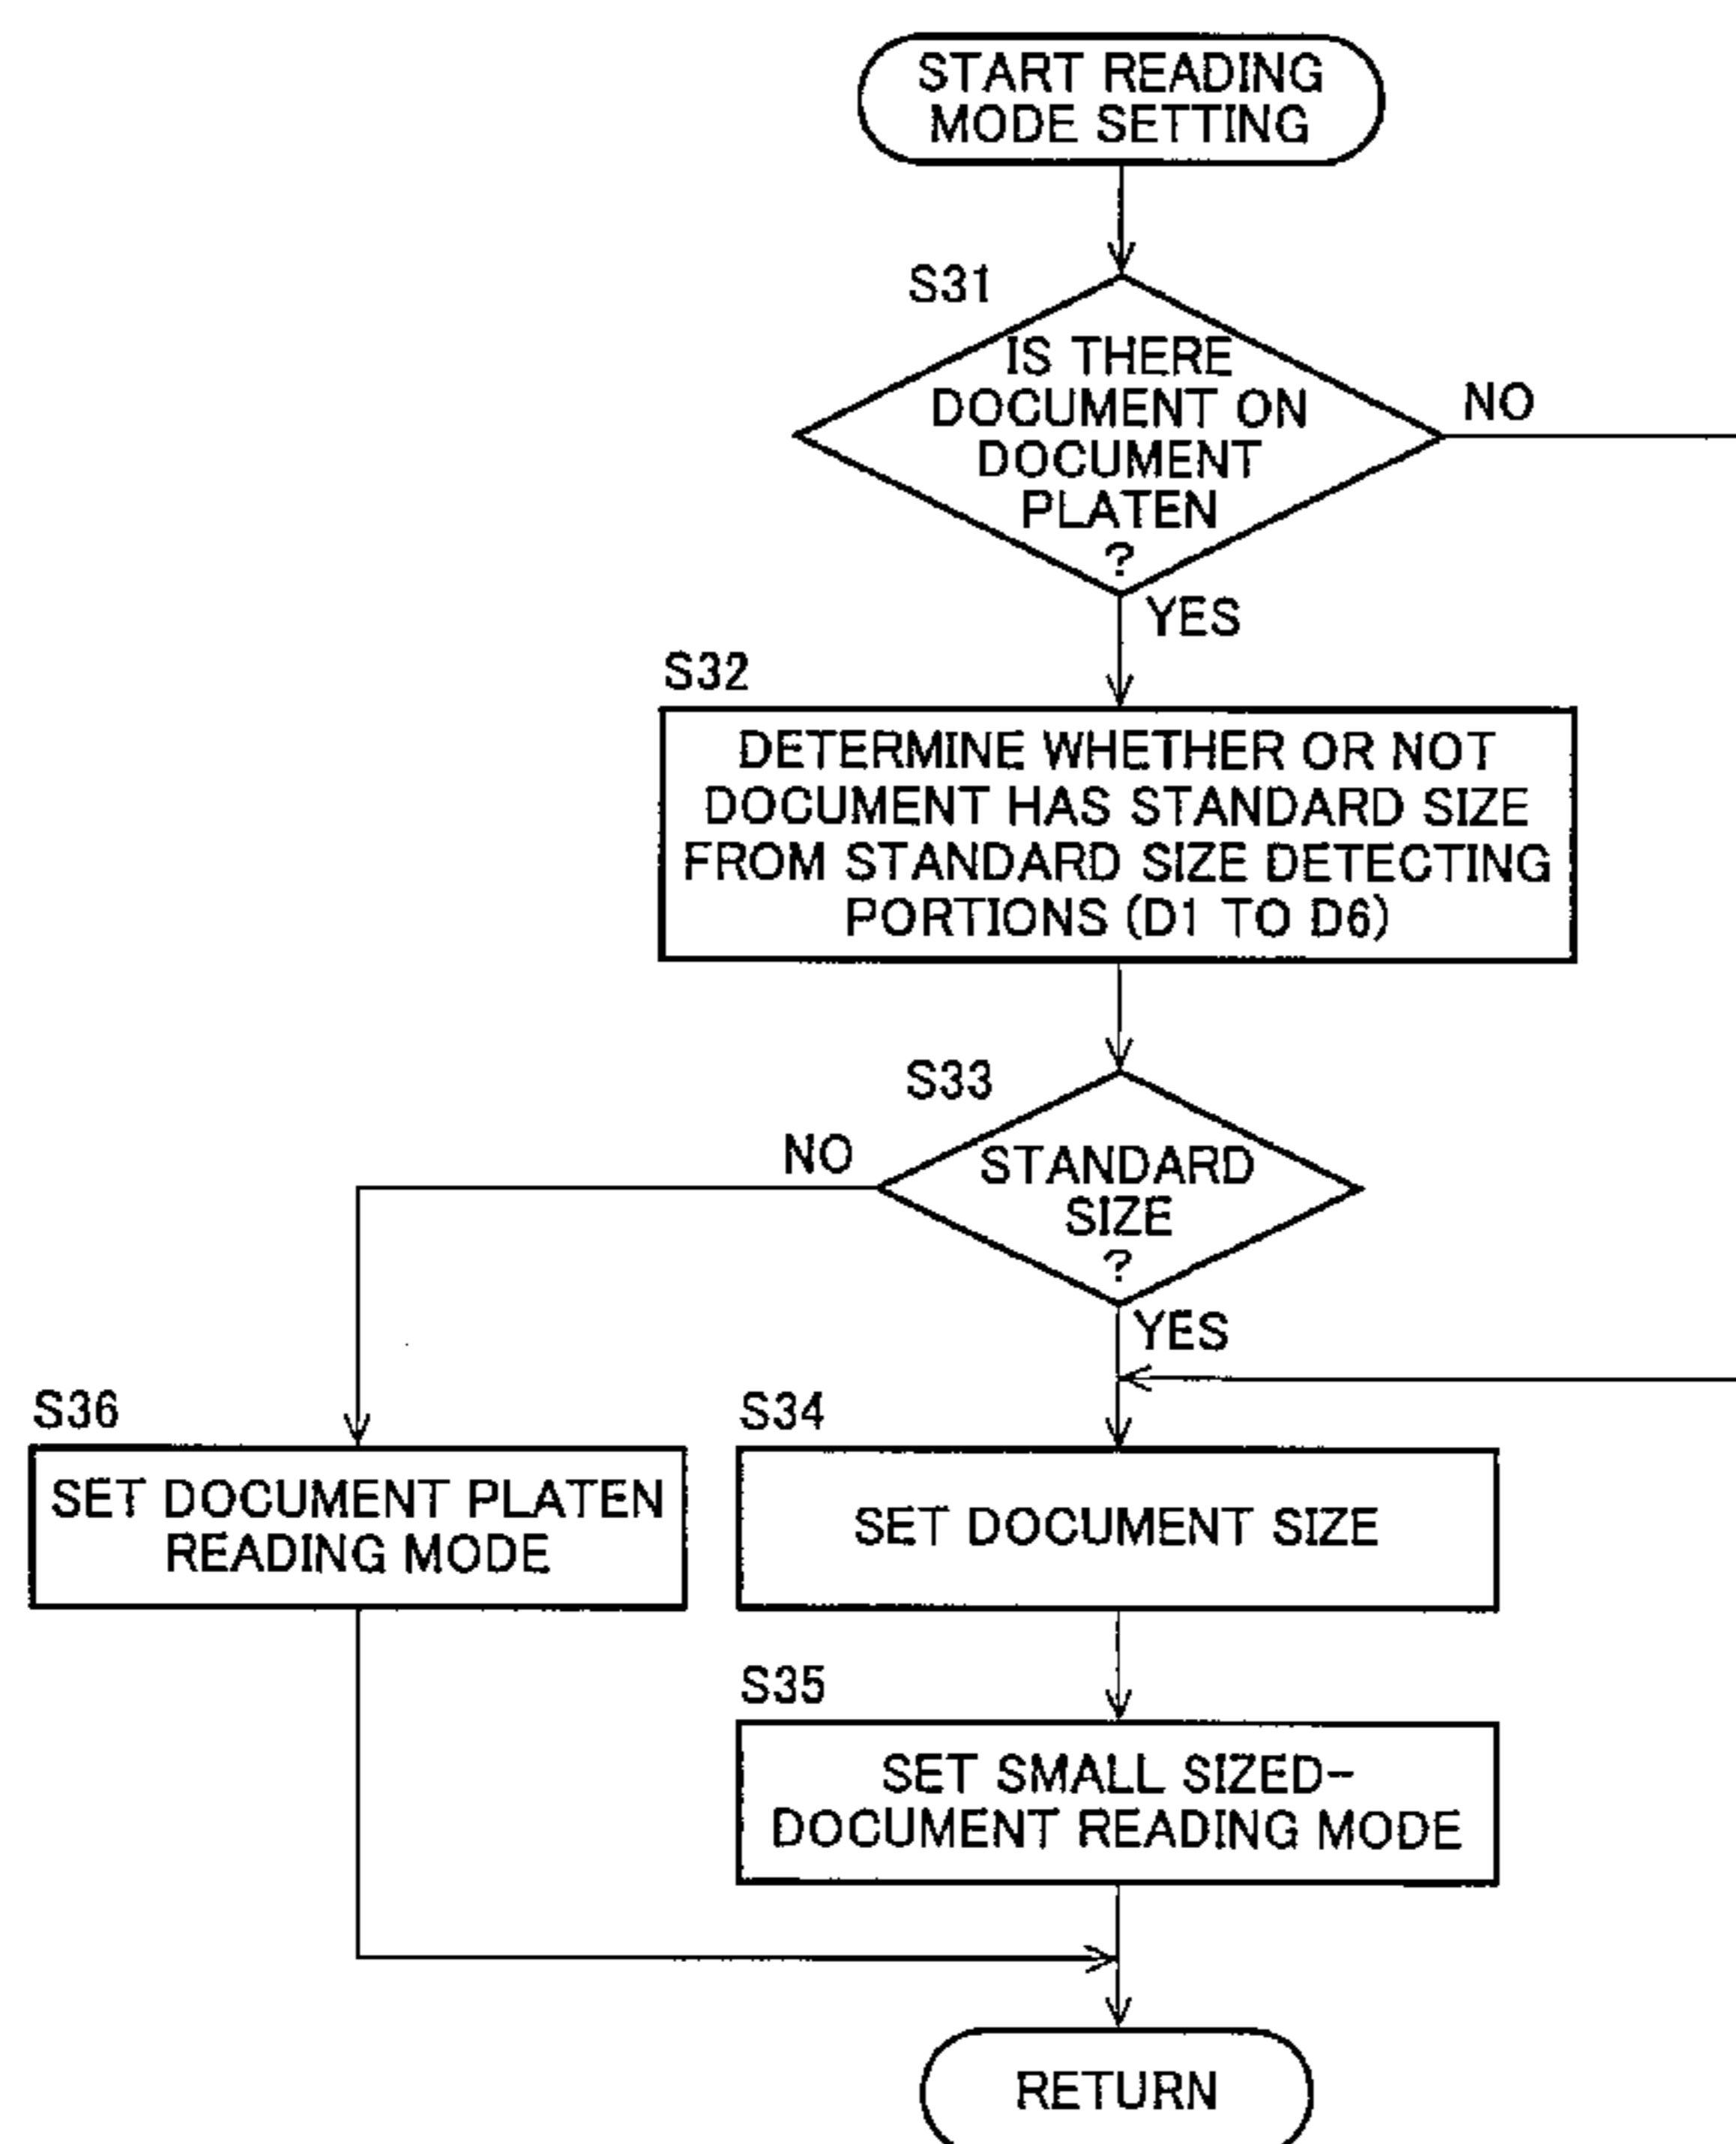 START READING
MODE SETTING
S31
IS THERE
DOCUMENT ON
DOCUMENT
PLATEN
?
NO
YES
S32
DETERMINE WHETHER OR NOT
DOCUMENT HAS STANDARD SIZE
FROM STANDARD SIZE DETECTING
PORTIONS (D1 TO D6)
S33
NO
STANDARD
SIZE
?
YES
S36
SET DOCUMENT PLATEN
READING MODE
S34
SET DOCUMENT SIZE
S35
SET SMALL SIZED-
DOCUMENT READING MODE
RETURN